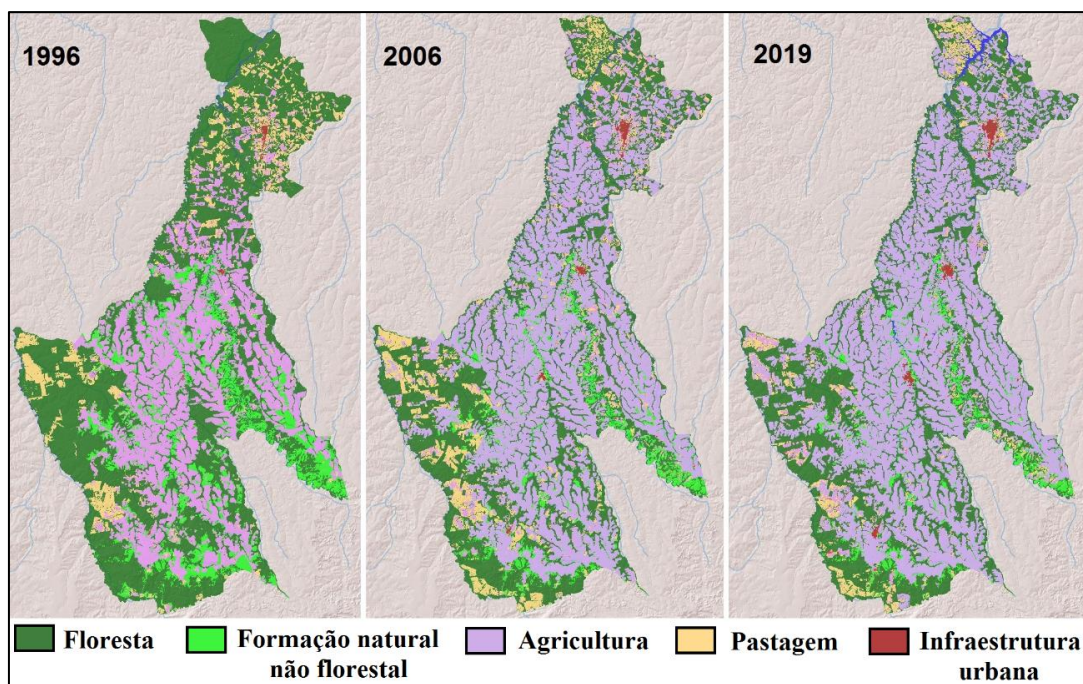 1996
2006
2019
Floresta
Formação natural
não florestal
Agricultura
Pastagem
Infraestrutura
urbana